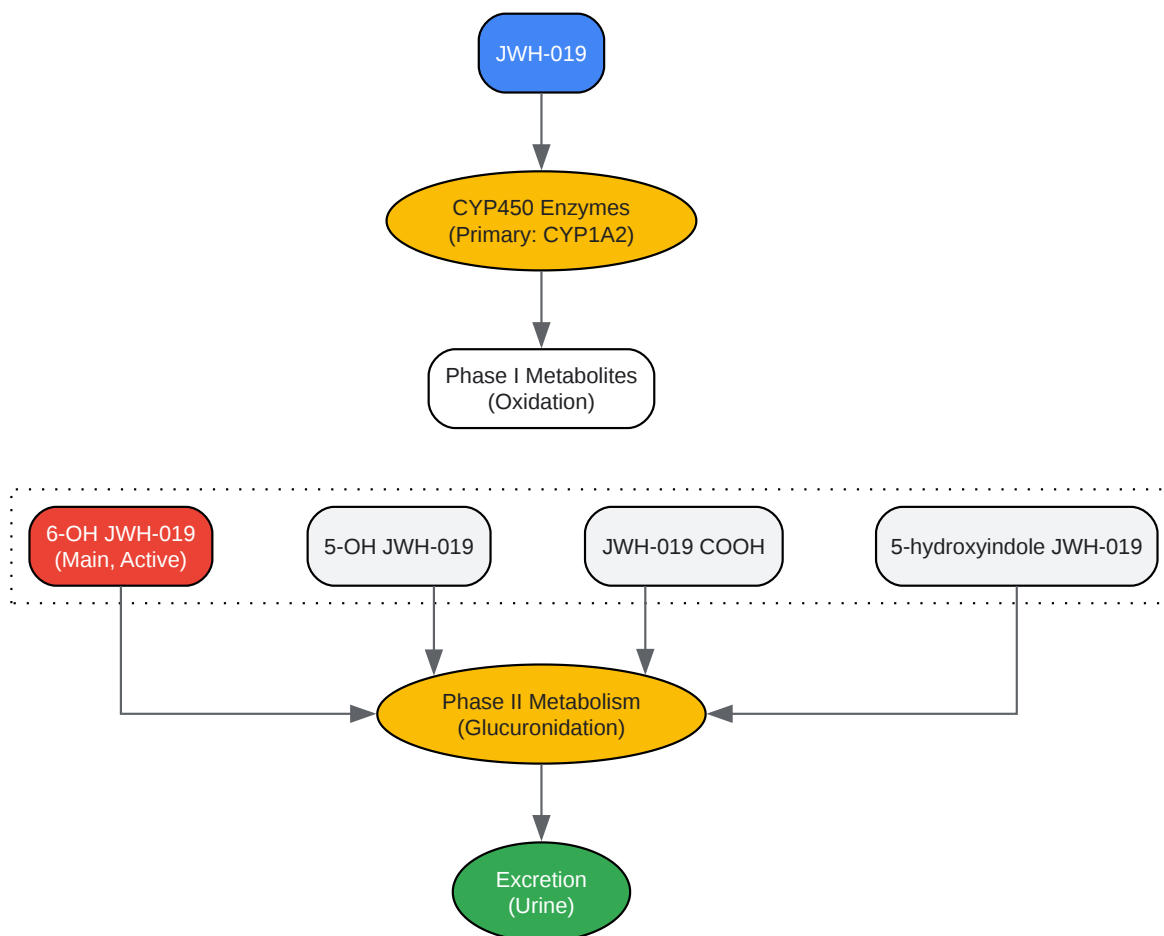 JWH-019
CYP450 Enzymes
(Primary: CYP1A2)
Phase I Metabolites
(Oxidation)
6-OH JWH-019
(Main, Active)
5-OH JWH-019
JWH-019 COOH
5-hydroxyindole JWH-019
Phase II Metabolism
(Glucuronidation)
Excretion
(Urine)